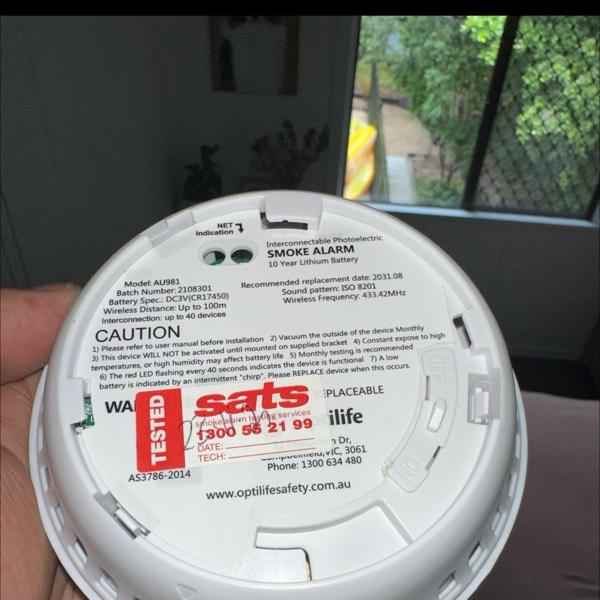 NET
Indication
Interconnectable Photoelectric
SMOKE ALARM
10 Year Lithium Battery
Model: AU981
Batch Number: 2108301
Battery Spec.: DC3V(CR17450)
Wireless Distance: Up to 100m
Interconnection: up to 40 devices
Recommended replacement date: 2031.08
Sound pattern: ISO 8201
Wireless Frequency: 433.42MHz
CAUTION
1) Please refer to user manual before installation 2) Vacuum the outside of the device Monthly
3) This device WILL NOT be activated until mounted on supplied bracket 4) Constant expose to high
temperatures, or high humidity may affect battery life 5) Monthly testing is recommended
6) The red LED flashing every 40 seconds indicates the device is functional 7) A low
battery is indicated by an intermittent "chirp". Please REPLACE device when this occurs.
TESTED
sats
smoke alarm testing services
1300 55 21 99
DATE:
TECH:
Dr,
VIC, 3061
Phone: 1300 634 480
AS3786-2014
www.optilifesafety.com.au
OFF
ON